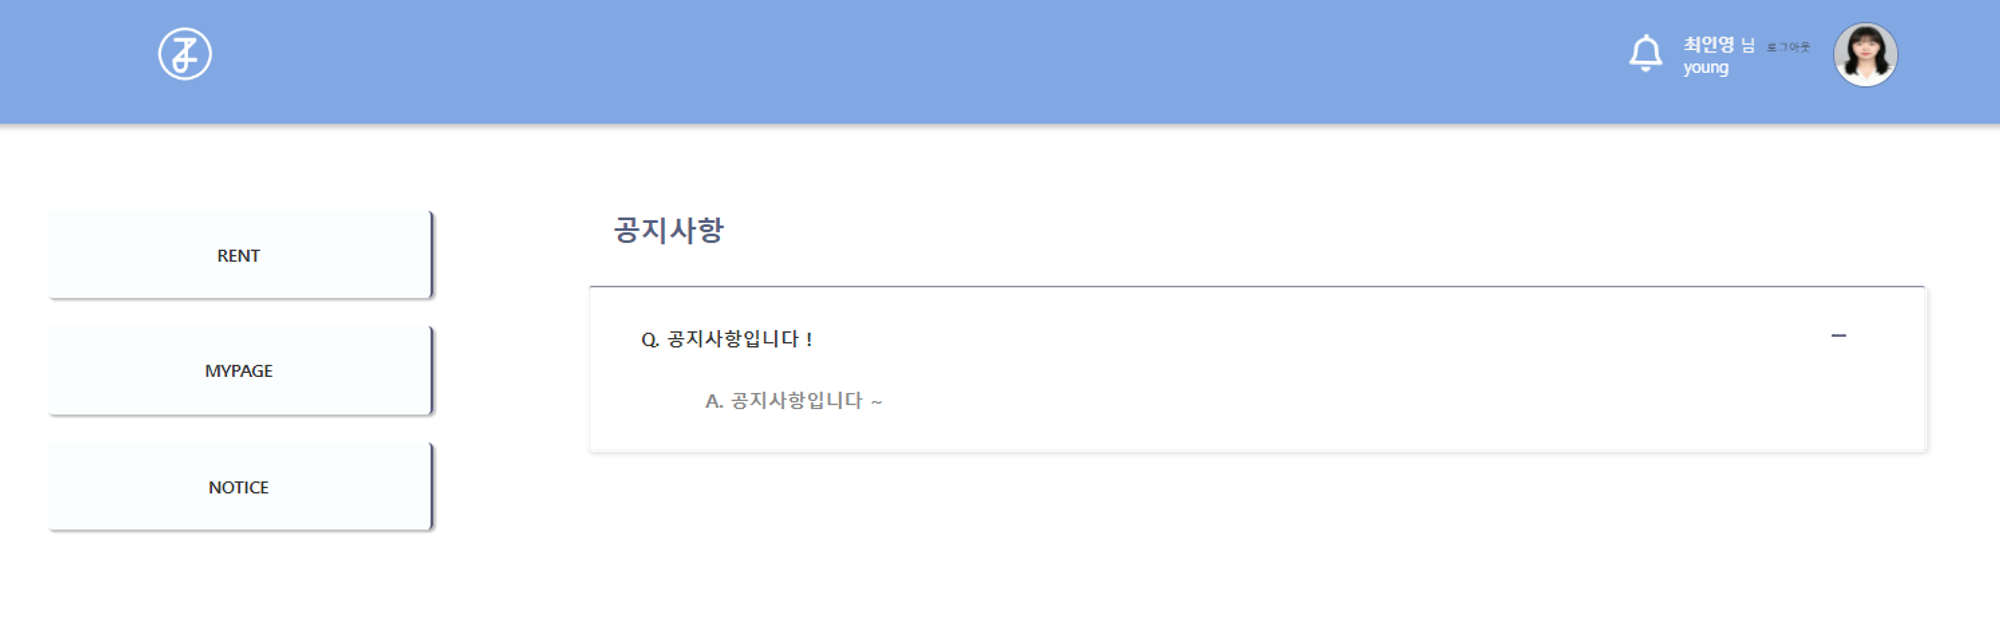 최인영 님 로그아웃
young
RENT
MYPAGE
NOTICE
공지사항
Q. 공지사항입니다 !
A. 공지사항입니다 ~